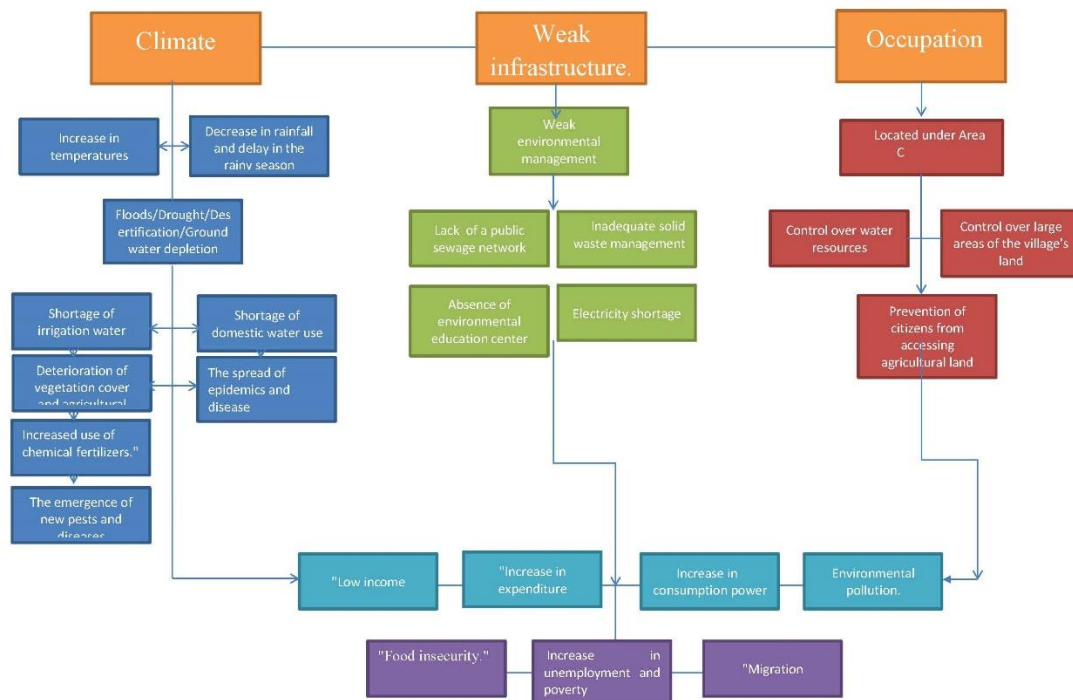 Climate
Weak
infrastructure.
Occupation
Increase in
temperatures
Decrease in rainfall
and delay in the
rainy season
Weak
environmental
management
Located under Area
C
Floods/Drought/Des
ertification/Ground
water depletion
Lack of a public
sewage network
Inadequate solid
waste management
Control over water
resources
Control over large
areas of the village's
land
Shortage of
irrigation water
Shortage of
domestic water use
Absence of
environmental
education center
Electricity shortage
Prevention of
citizens from
accessing
agricultural land
Deterioration of
vegetation cover
and agricultural
The spread of
epidemics and
disease
Increased use of
chemical fertilizers."
The emergence of
new pests and
diseases
"Low income
"Increase in
expenditure
Increase in
consumption power
Environmental
pollution.
"Food insecurity."
Increase in
unemployment and
poverty
"Migration